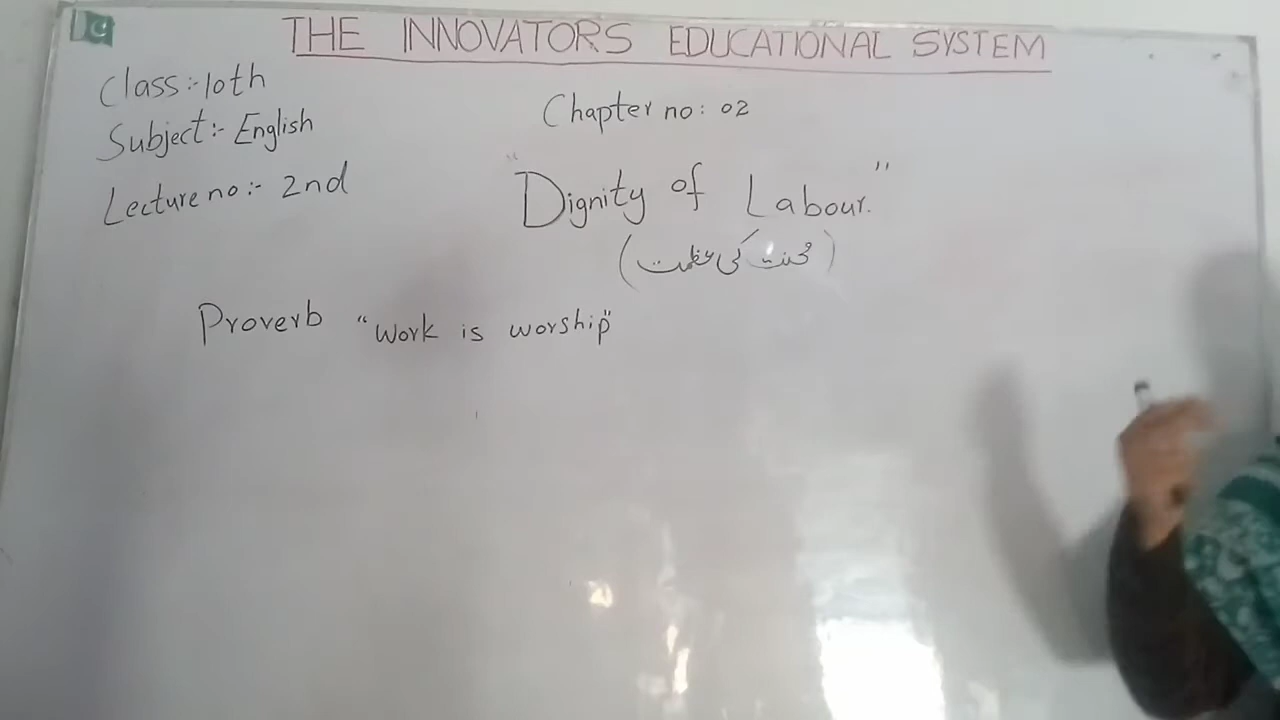 THE INNOVATORS EDUCATIONAL SYSTEM
Class:- 10th
Subject:- English
Lecture no:- 2nd
Chapter no: 02
"Dignity of Labour."
(محنت کی عظمت)
Proverb "Work is worship"